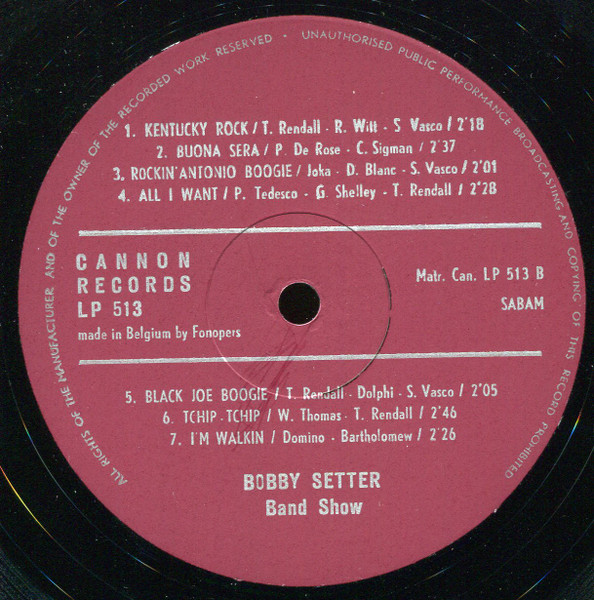 ALL RIGHTS OF THE MANUFACTURER AND OF THE OWNER OF THE RECORDED WORK RESERVED • UNAUTHORISED PUBLIC PERFORMANCE BROADCASTING AND COPYING OF THIS RECORD PROHIBITED
1. KENTUCKY ROCK / T. Rendall - R. Witt - S Vasco / 2'18
2. BUONA SERA / P. De Rose - C. Sigman / 2'37
3, ROCKIN'ANTONIO BOOGIE / Joka - D. Blanc - S. Vasco / 2'01
4. ALL I WANT / P. Tedesco - G. Shelley - T. Rendall / 2'28
CANNON
RECORDS
LP 513
made in Belgium by Fonopers
Matr. Can. LP 513 B
SABAM
5. BLACK JOE BOOGIE / T. Rendall - Dolphi - S. Vasco / 2'05
6. TCHIP - TCHIP / W. Thomas - T. Rendall / 2'46
7. I'M WALKIN / Domino - Bartholomew / 2'26
BOBBY SETTER
Band Show